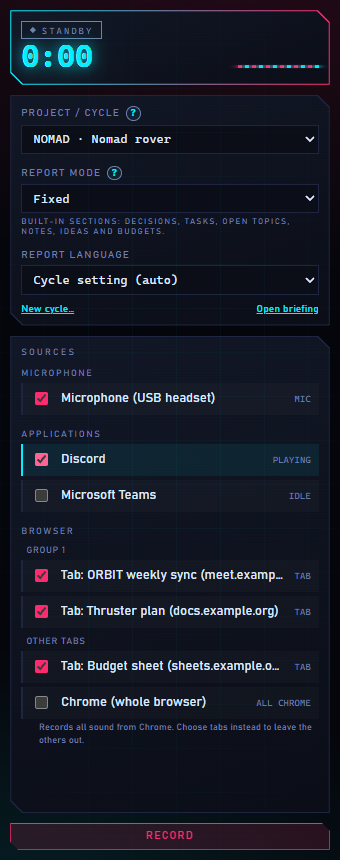 STANDBY
0:00
PROJECT / CYCLE ?
NOMAD · Nomad rover
REPORT MODE ?
Fixed
BUILT-IN SECTIONS: DECISIONS, TASKS, OPEN TOPICS,
NOTES, IDEAS AND BUDGETS.
REPORT LANGUAGE
Cycle setting (auto)
New cycle… Open briefing
SOURCES
MICROPHONE
Microphone (USB headset) MIC
APPLICATIONS
Discord PLAYING
Microsoft Teams IDLE
BROWSER
GROUP 1
Tab: ORBIT weekly sync (meet.examp… TAB
Tab: Thruster plan (docs.example.org) TAB
OTHER TABS
Tab: Budget sheet (sheets.example.o… TAB
Chrome (whole browser) ALL CHROME
Records all sound from Chrome. Choose tabs instead to leave the
others out.
RECORD